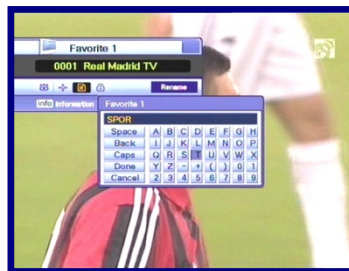 Favorite 1
0001 Real Madrid TV
Rename
Info Information
Favorite 1
SPOR
Space A B C D E F G H
Back I J K L M N O P
Caps Q R S T U V W X
Done Y Z - + ( ) 0 1
Cancel 2 3 4 5 6 7 8 9